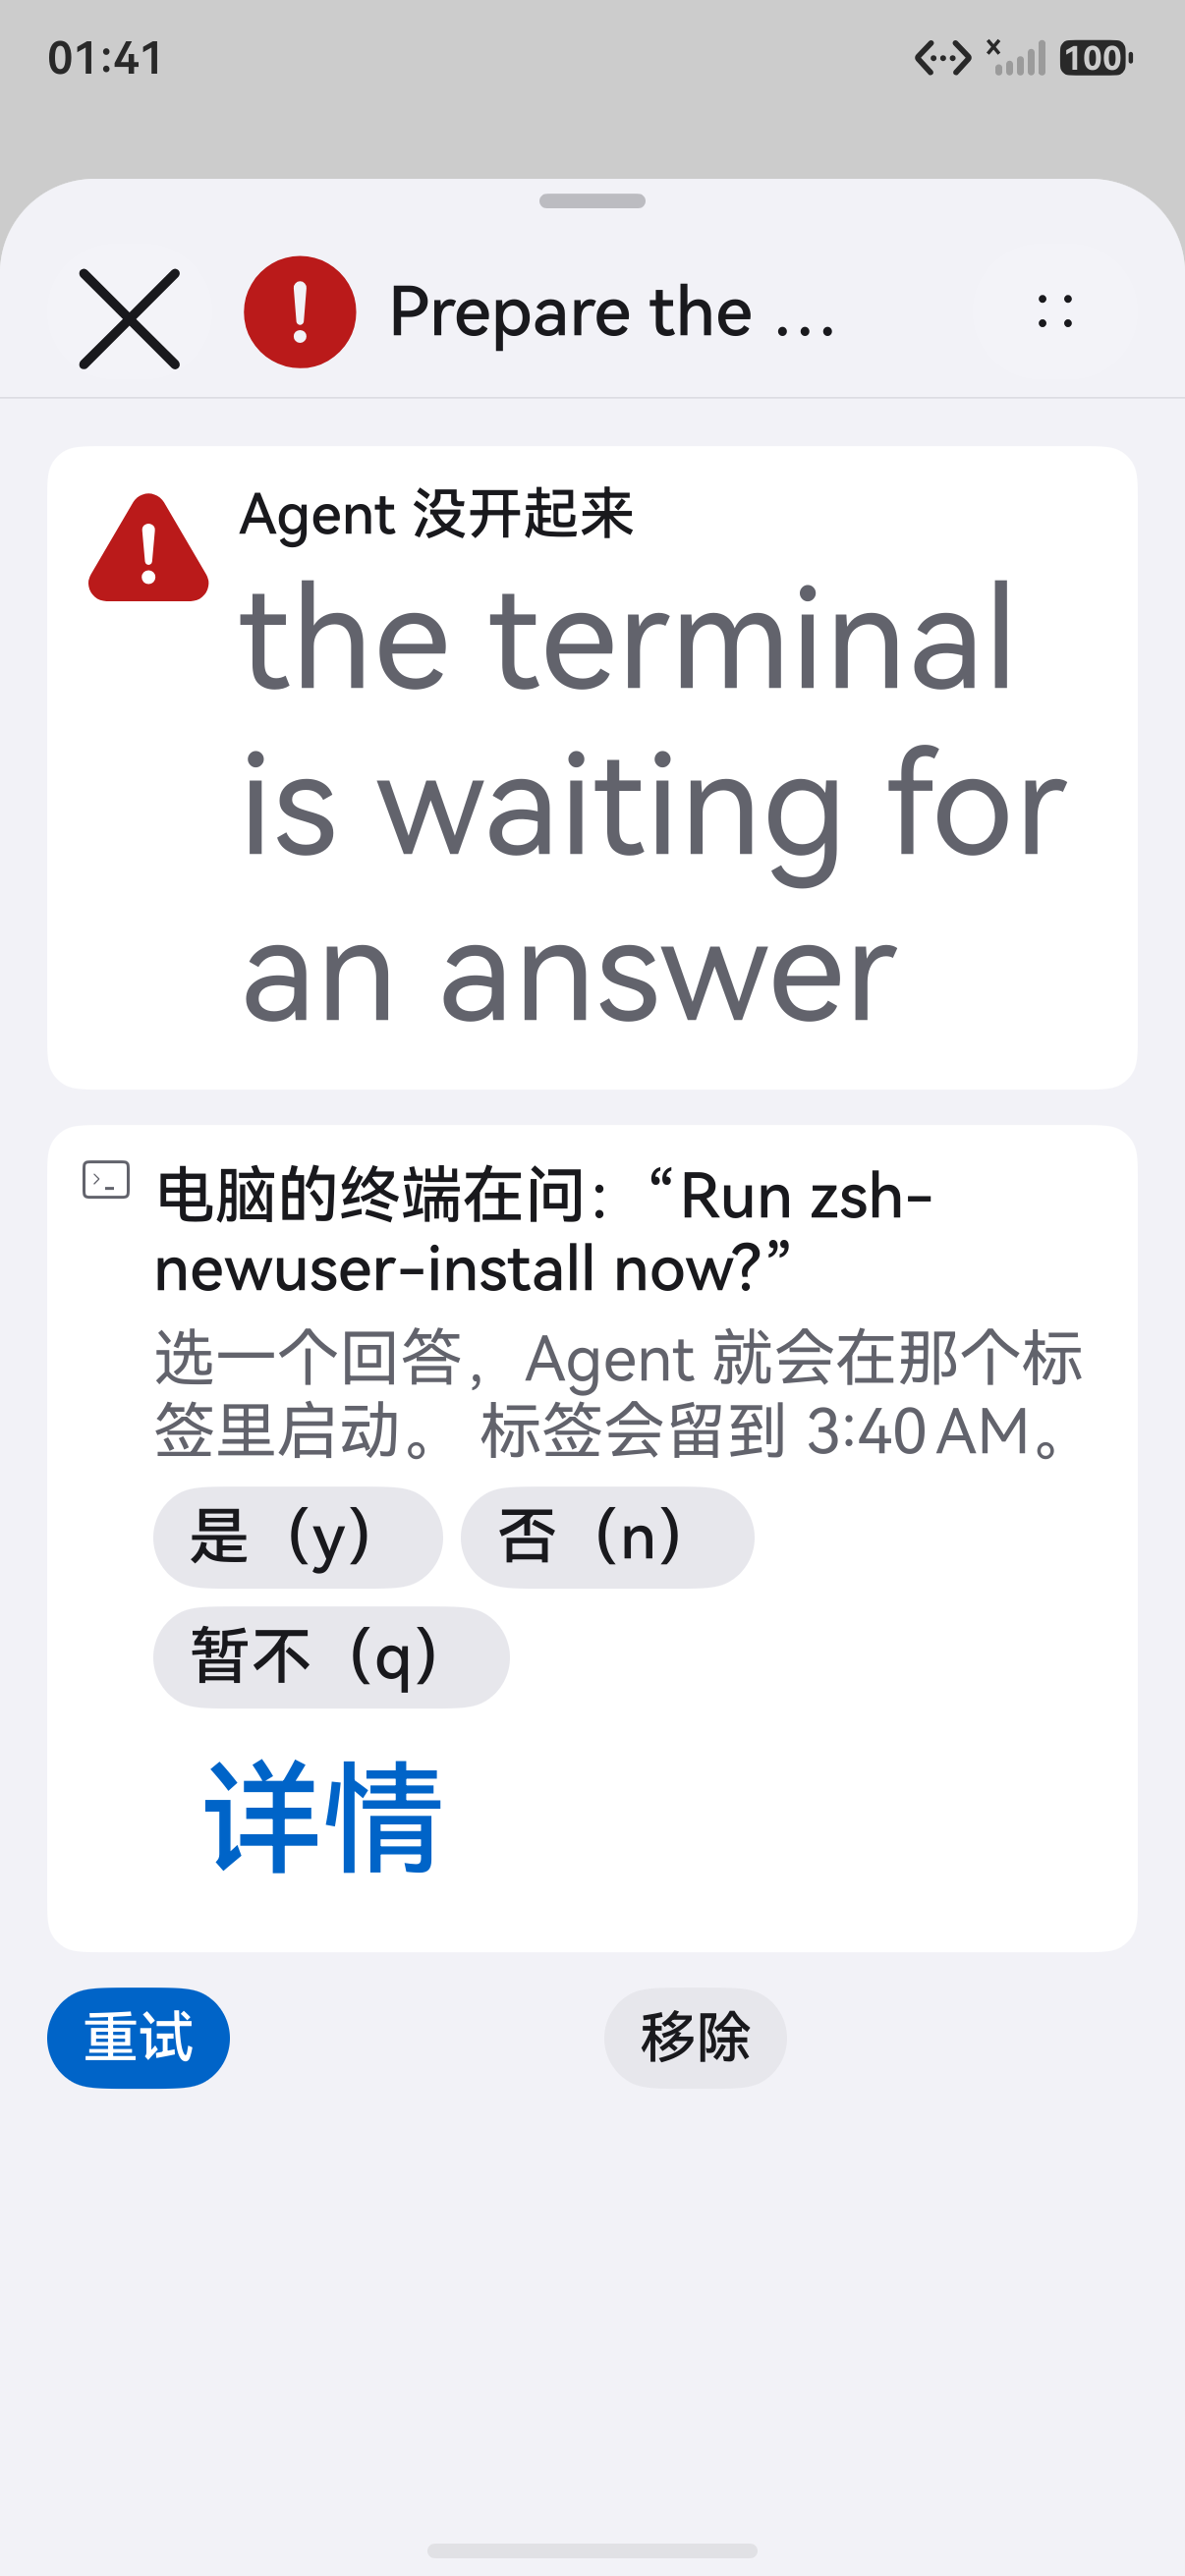 01:41
100
Prepare the …
Agent 没开起来
the terminal
is waiting for
an answer
电脑的终端在问：“Run zsh-
newuser-install now?”
选一个回答，Agent 就会在那个标
签里启动。 标签会留到 3:40 AM。
是（y） 否（n）
暂不（q）
详情
重试 移除